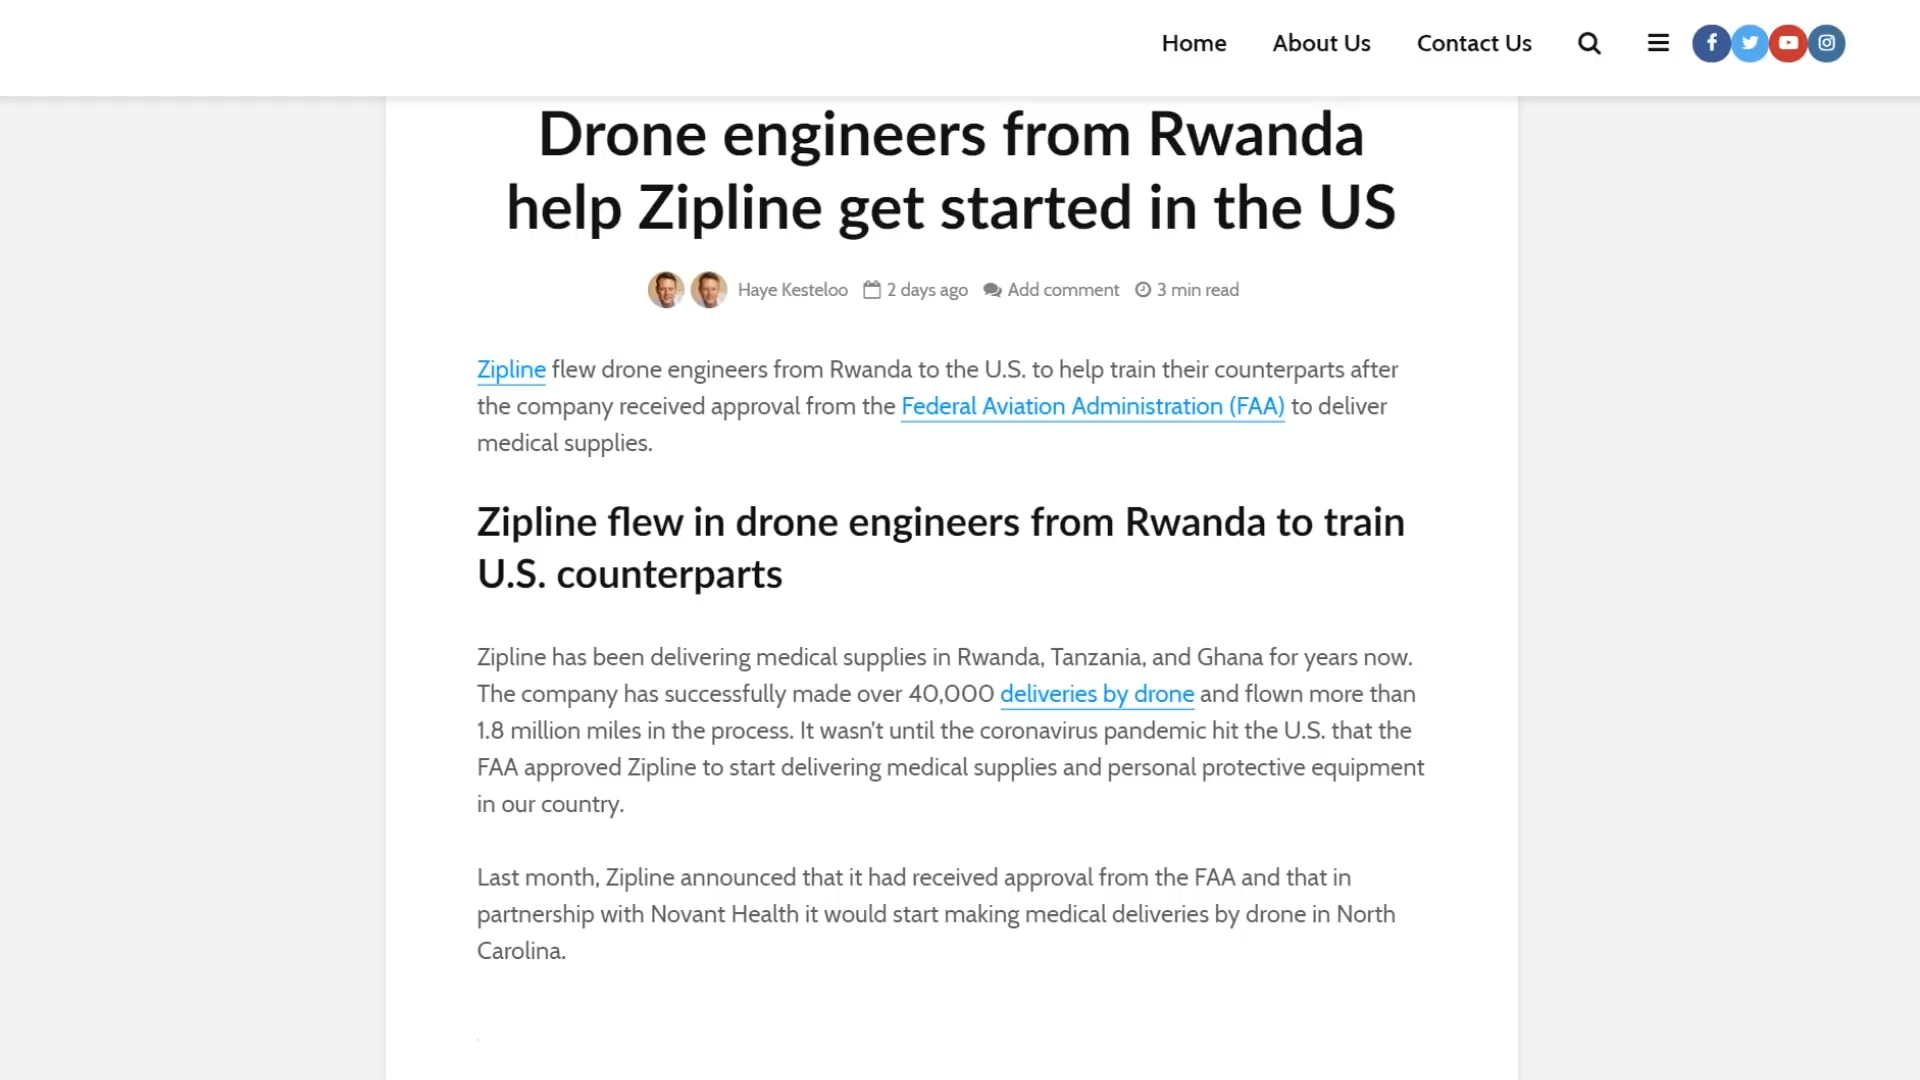 Home About Us Contact Us
Drone engineers from Rwanda
help Zipline get started in the US
Haye Kesteloo 2 days ago Add comment 3 min read
Zipline flew drone engineers from Rwanda to the U.S. to help train their counterparts after
the company received approval from the Federal Aviation Administration (FAA) to deliver
medical supplies.
Zipline flew in drone engineers from Rwanda to train
U.S. counterparts
Zipline has been delivering medical supplies in Rwanda, Tanzania, and Ghana for years now.
The company has successfully made over 40,000 deliveries by drone and flown more than
1.8 million miles in the process. It wasn't until the coronavirus pandemic hit the U.S. that the
FAA approved Zipline to start delivering medical supplies and personal protective equipment
in our country.
Last month, Zipline announced that it had received approval from the FAA and that in
partnership with Novant Health it would start making medical deliveries by drone in North
Carolina.